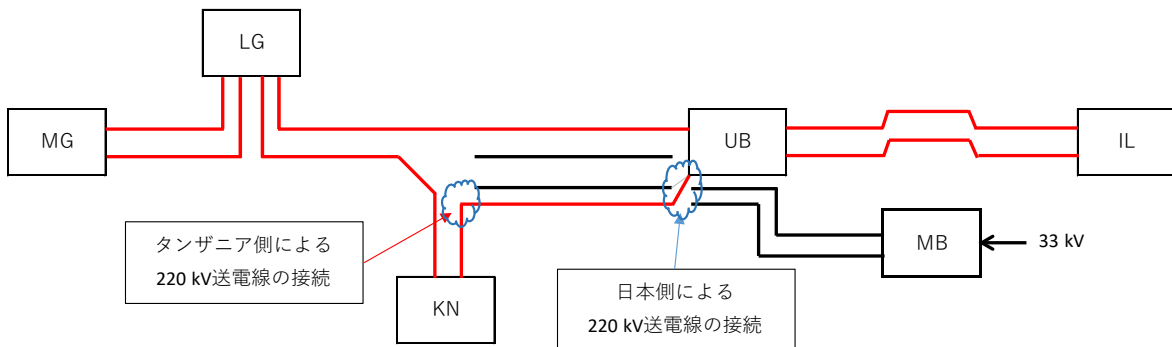 LG
MG
UB
IL
MB
33 kV
タンザニア側による
220 kV送電線の接続
KN
日本側による
220 kV送電線の接続